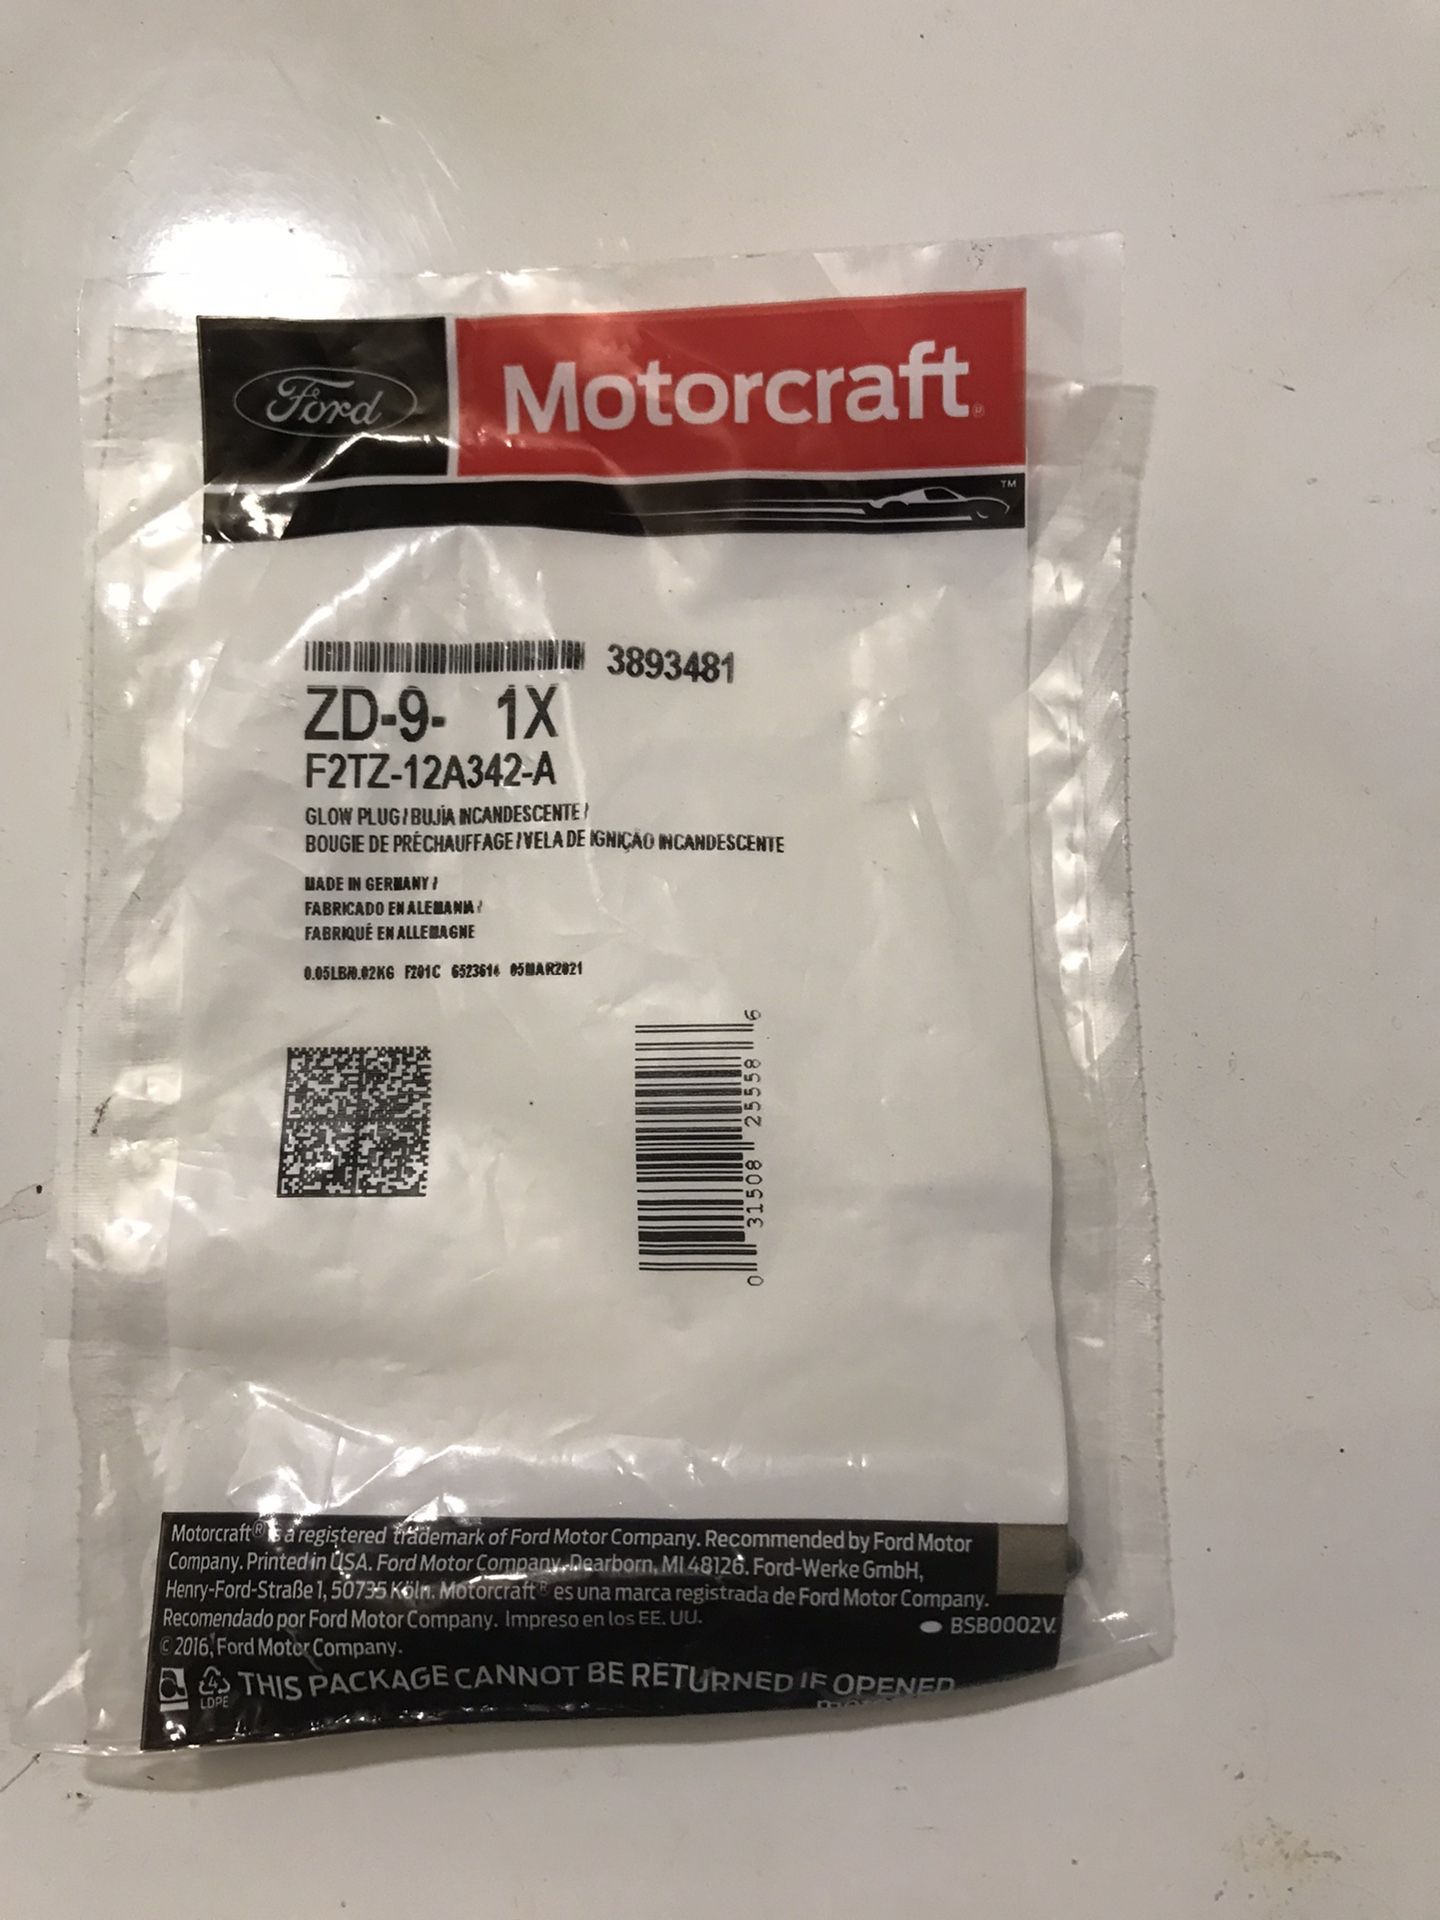 Ford
Motorcraft®
™
3893481
ZD-9- 1X
F2TZ-12A342-A
GLOW PLUG/BUJÍA INCANDESCENTE/
BOUGIE DE PRÉCHAUFFAGE/VELA DE IGNIÇÃO INCANDESCENTE
MADE IN GERMANY/
FABRICADO EN ALEMANIA/
FABRIQUÉ EN ALLEMAGNE
0.05LB/0.02KG F201C 6523614 05MAR2021
0 31508 25558 6
Motorcraft® is a registered trademark of Ford Motor Company. Recommended by Ford Motor
Company. Printed in USA. Ford Motor Company, Dearborn, MI 48126. Ford-Werke GmbH,
Henry-Ford-Straße 1, 50735 Köln. Motorcraft® es una marca registrada de Ford Motor Company.
Recomendado por Ford Motor Company. Impreso en los EE. UU.
BSB0002V.
© 2016, Ford Motor Company.
4
LDPE
THIS PACKAGE CANNOT BE RETURNED IF OPENED